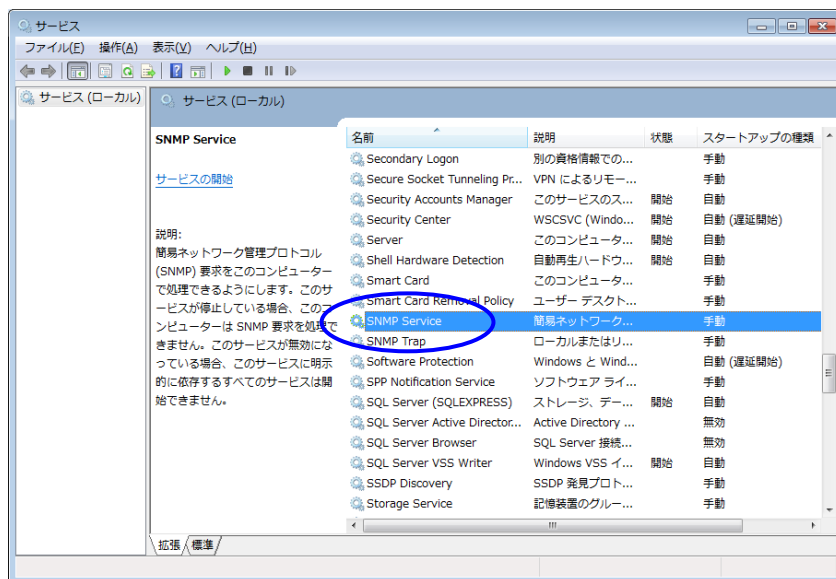 サービス
ファイル(F) 操作(A) 表示(V) ヘルプ(H)
サービス (ローカル)
サービス (ローカル)
SNMP Service
サービスの開始
説明:
簡易ネットワーク管理プロトコル
(SNMP) 要求をこのコンピューター
で処理できるようにします。このサ
ービスが停止している場合、このコ
ンピューターは SNMP 要求を処理で
きません。このサービスが無効にな
っている場合、このサービスに明示
的に依存するすべてのサービスは開
始できません。
名前 説明 状態 スタートアップの種類
Secondary Logon 別の資格情報での... 手動
Secure Socket Tunneling Pr... VPN によるリモー... 手動
Security Accounts Manager このサービスのス... 開始 自動
Security Center WSCSVC (Windo... 開始 自動 (遅延開始)
Server このコンピュータ... 開始 自動
Shell Hardware Detection 自動再生ハードウ... 開始 自動
Smart Card このコンピュータ... 手動
Smart Card Removal Policy ユーザー デスクト... 手動
SNMP Service 簡易ネットワーク... 手動
SNMP Trap ローカルまたはリ... 手動
Software Protection Windows と Wind... 自動 (遅延開始)
SPP Notification Service ソフトウェア ライ... 手動
SQL Server (SQLEXPRESS) ストレージ、デー... 開始 自動
SQL Server Active Director... Active Directory ... 無効
SQL Server Browser SQL Server 接続... 無効
SQL Server VSS Writer Windows VSS イ... 開始 自動
SSDP Discovery SSDP 発見プロト... 手動
Storage Service 記憶装置のグルー... 手動
拡張 標準